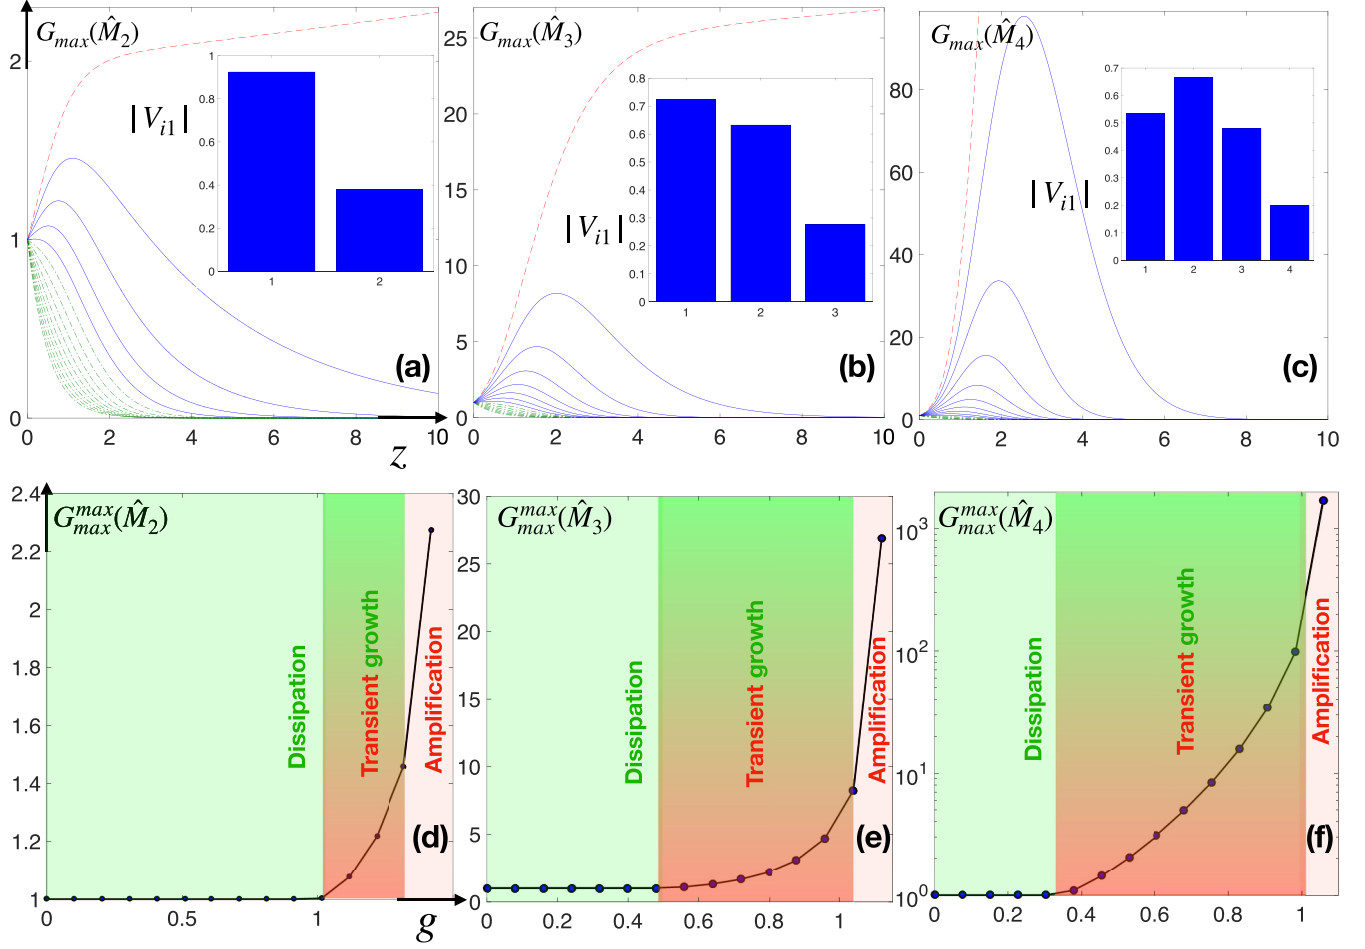 G_max(M̂_2)
2
1
0
0 2 4 6 8 10
z
|V_i1|
1
0.8
0.6
0.4
0.2
0
1 2
(a)
G_max(M̂_3)
25
20
15
10
5
0
0 2 4 6 8 10
|V_i1|
0.8
0.7
0.6
0.5
0.4
0.3
0.2
0.1
0
1 2 3
(b)
G_max(M̂_4)
80
60
40
20
0
0 2 4 6 8 10
|V_i1|
0.7
0.6
0.5
0.4
0.3
0.2
0.1
0
1 2 3 4
(c)
G_max^max(M̂_2)
2.4
2.2
2
1.8
1.6
1.4
1.2
1
0 0.5 1
g
Dissipation
Transient growth
Amplification
(d)
G_max^max(M̂_3)
30
25
20
15
10
5
0
0 0.2 0.4 0.6 0.8 1
Dissipation
Transient growth
Amplification
(e)
G_max^max(M̂_4)
10^3
10^2
10^1
10^0
0 0.2 0.4 0.6 0.8 1
Dissipation
Transient growth
Amplification
(f)